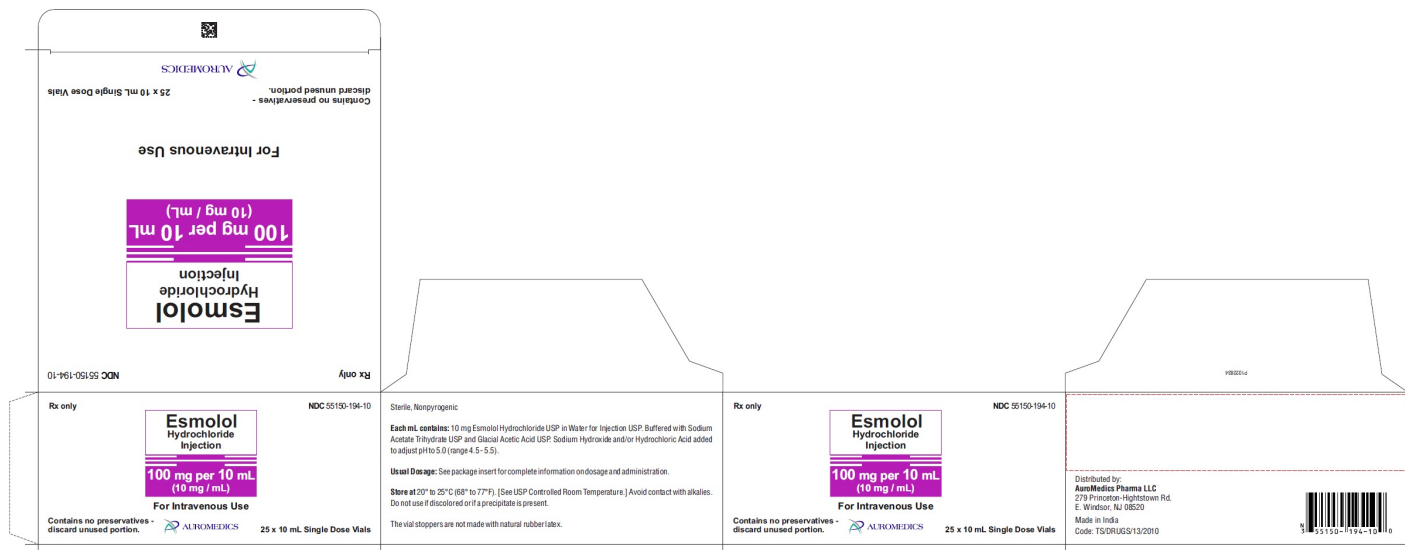 AUROMEDICS
Contains no preservatives -
discard unused portion.
25 x 10 mL Single Dose Vials
For Intravenous Use
100 mg per 10 mL
(10 mg / mL)
Esmolol
Hydrochloride
Injection
Rx only
NDC 55150-194-10
Rx only
NDC 55150-194-10
Esmolol
Hydrochloride
Injection
100 mg per 10 mL
(10 mg / mL)
For Intravenous Use
Contains no preservatives -
discard unused portion.
AUROMEDICS
25 x 10 mL Single Dose Vials
Sterile, Nonpyrogenic
Each mL contains: 10 mg Esmolol Hydrochloride USP in Water for Injection USP. Buffered with Sodium
Acetate Trihydrate USP and Glacial Acetic Acid USP. Sodium Hydroxide and/or Hydrochloric Acid added
to adjust pH to 5.0 (range 4.5 - 5.5).
Usual Dosage: See package insert for complete information on dosage and administration.
Store at 20° to 25°C (68° to 77°F). [See USP Controlled Room Temperature.] Avoid contact with alkalies.
Do not use if discolored or if a precipitate is present.
The vial stoppers are not made with natural rubber latex.
Rx only
NDC 55150-194-10
Esmolol
Hydrochloride
Injection
100 mg per 10 mL
(10 mg / mL)
For Intravenous Use
Contains no preservatives -
discard unused portion.
AUROMEDICS
25 x 10 mL Single Dose Vials
Distributed by:
AuroMedics Pharma LLC
279 Princeton-Hightstown Rd.
E. Windsor, NJ 08520
Made in India
Code: TS/DRUGS/13/2010
N
3 55150-194-10 0